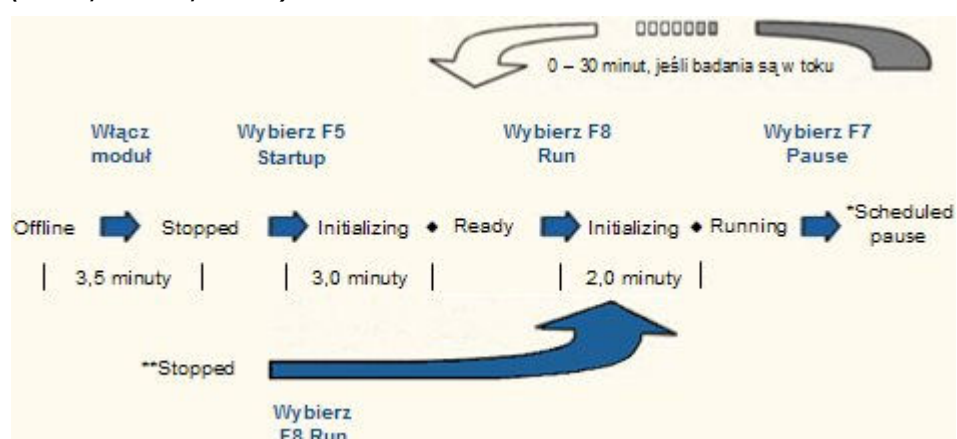 0 – 30 minut, jeśli badania są w toku
Włącz
moduł
Wybierz F5
Startup
Wybierz F8
Run
Wybierz F7
Pause
Offline
Stopped
Initializing
Ready
Initializing
Running
*Scheduled
pause
3,5 minuty
3,0 minuty
2,0 minuty
**Stopped
Wybierz
F8 Run